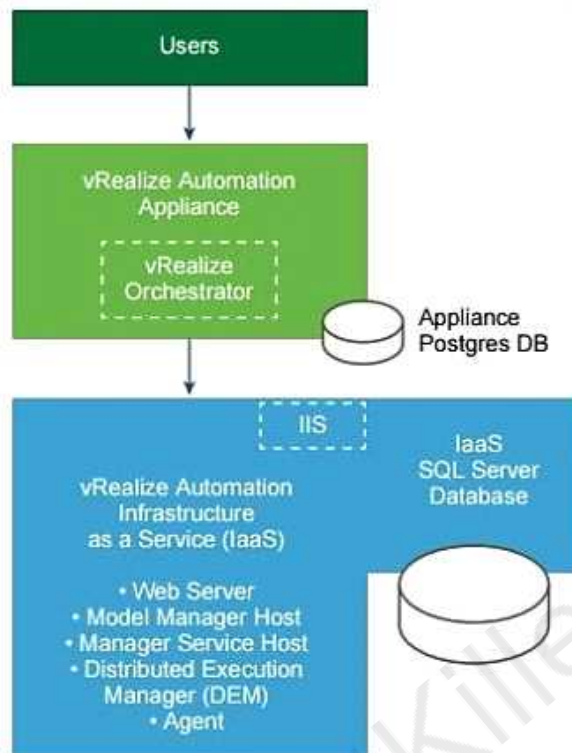 Users
vRealize Automation
Appliance
vRealize
Orchestrator
Appliance
Postgres DB
IIS
IaaS
SQL Server
Database
vRealize Automation
Infrastructure
as a Service (IaaS)
• Web Server
• Model Manager Host
• Manager Service Host
• Distributed Execution
Manager (DEM)
• Agent